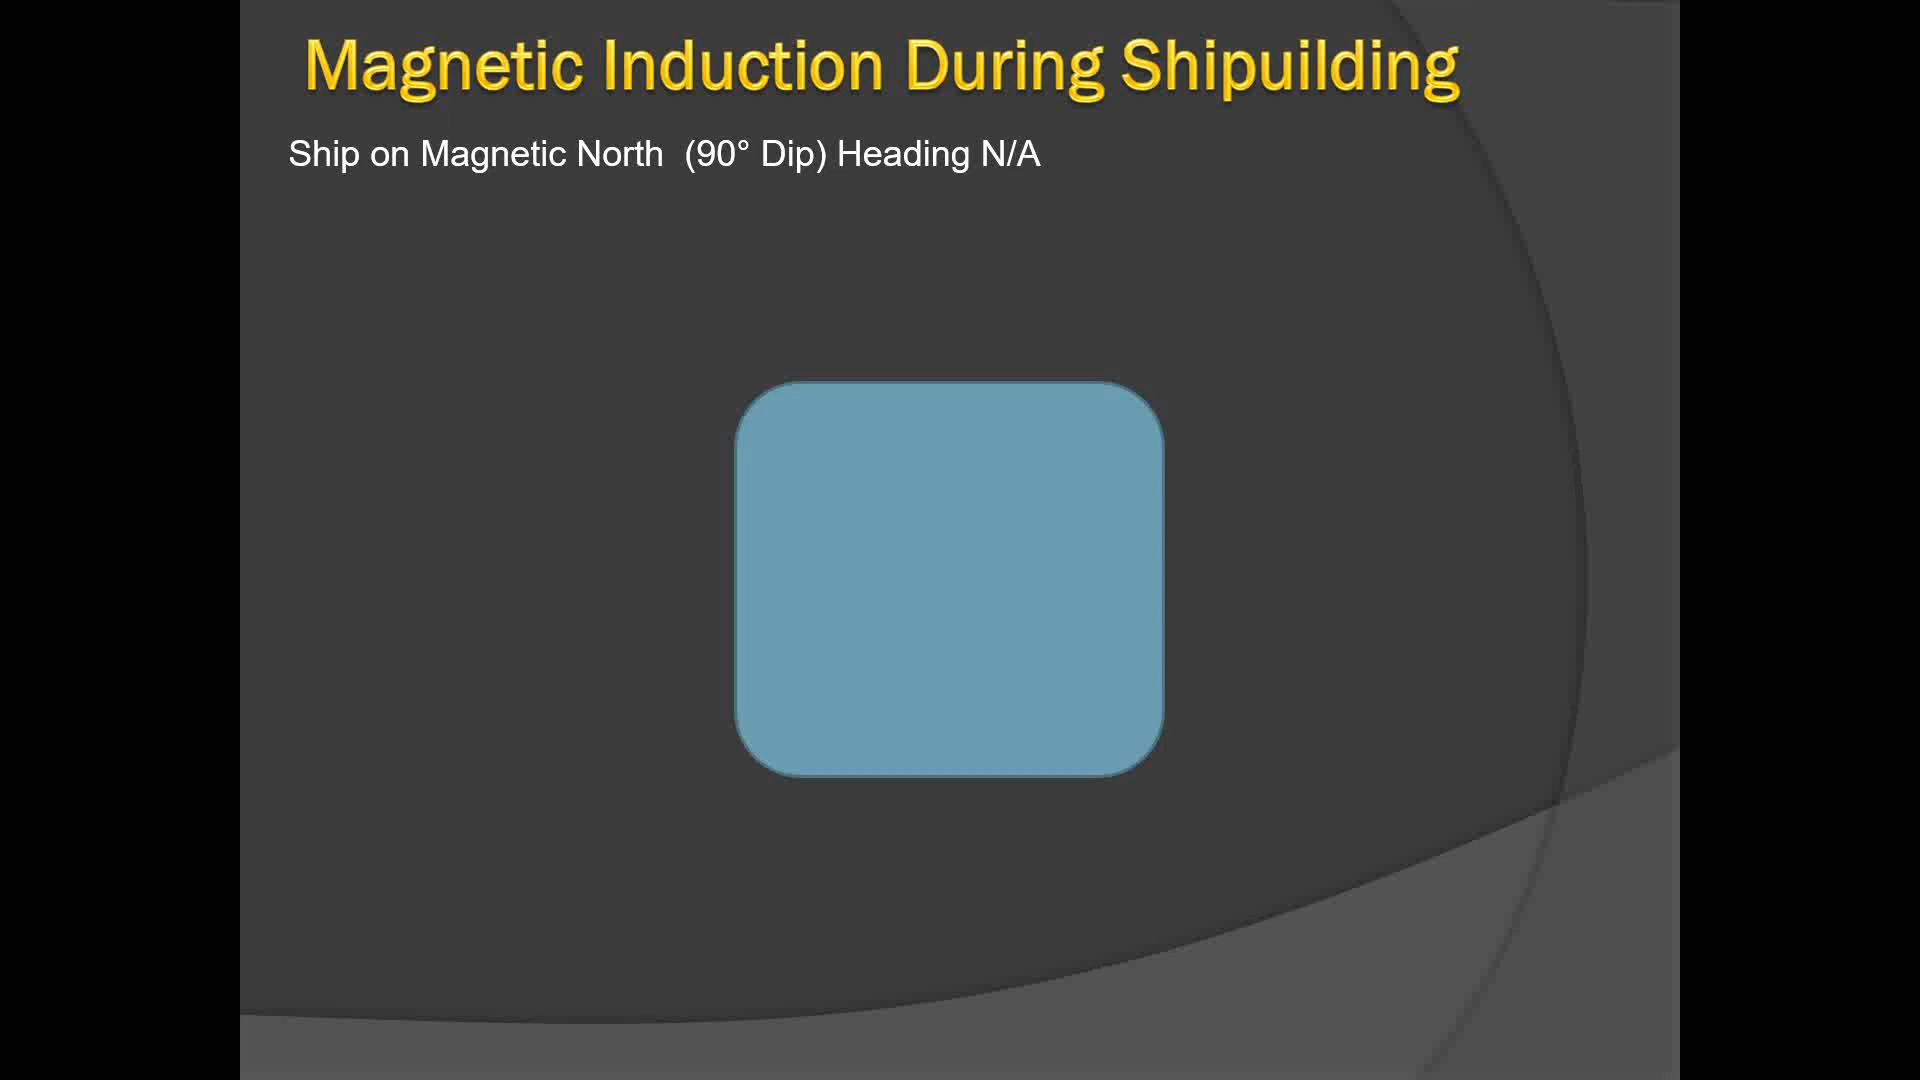 Magnetic Induction During Shipuilding
Ship on Magnetic North  (90° Dip) Heading N/A